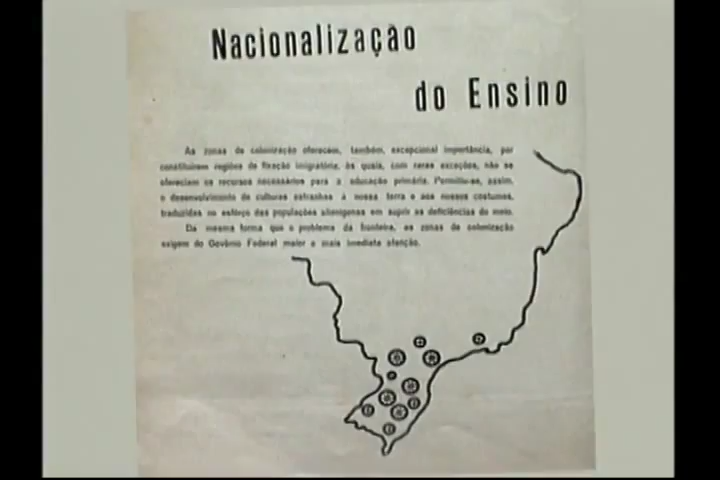 Nacionalização
do Ensino
As zonas de colonização oferecem, também, excepcional importância, por
constituirem regiões de fixação imigratória, às quais, com raras exceções, não se
ofereciam os recursos necessários para a educação primária. Permitiu-se, assim,
o desenvolvimento de culturas estranhas à nossa terra e aos nossos costumes,
traduzidas no esforço das populações alienígenas em suprir as deficiências do meio.
Da mesma forma que o problema da fronteira, as zonas de colonização
exigem do Govêrno Federal maior e mais imediata atenção.